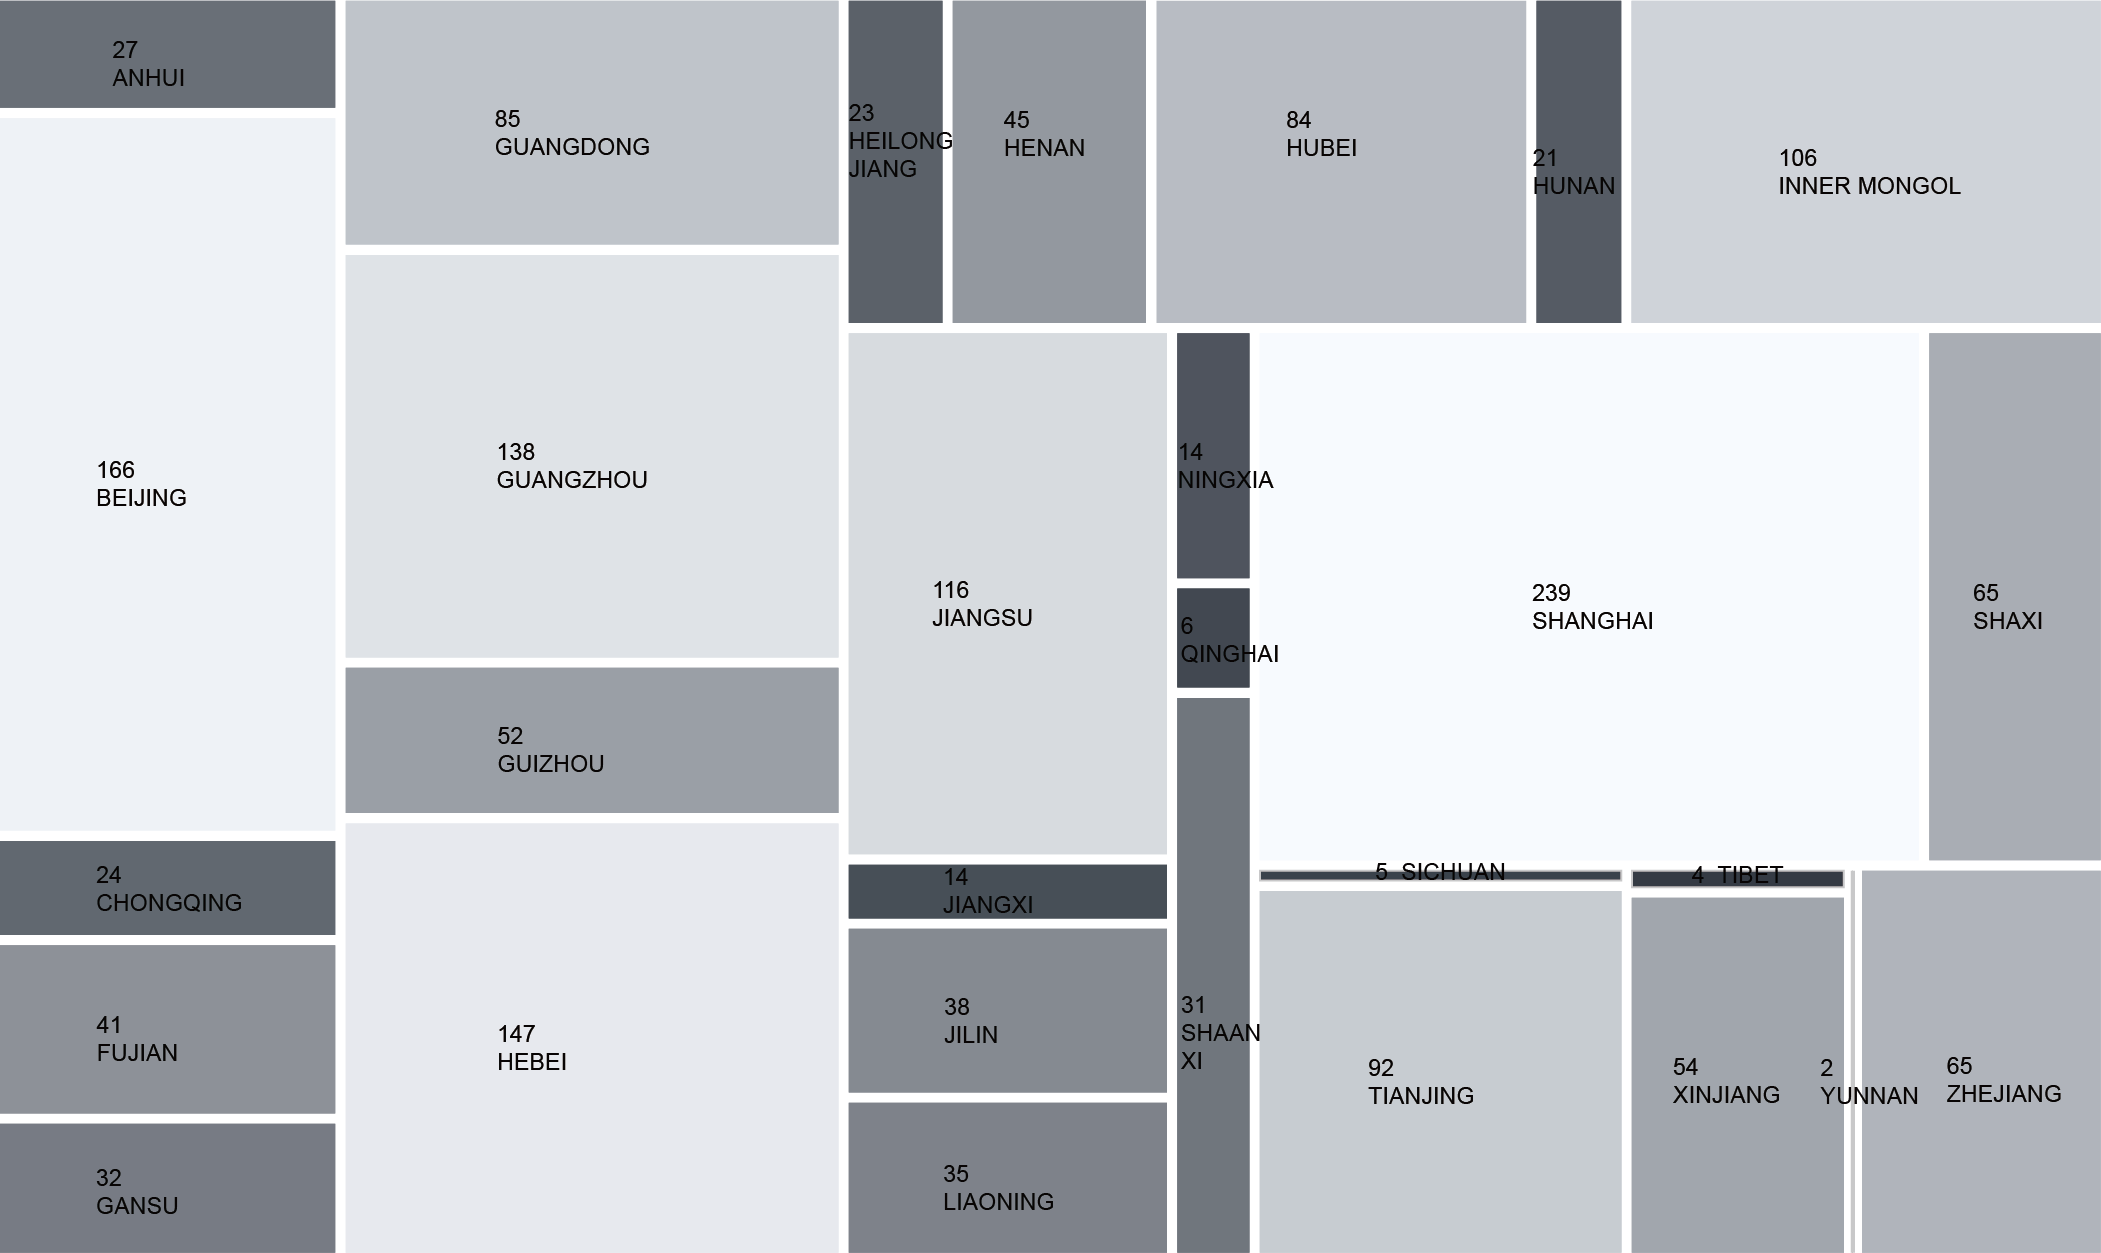 27
ANHUI
166
BEIJING
24
CHONGQING
41
FUJIAN
32
GANSU
85
GUANGDONG
138
GUANGZHOU
52
GUIZHOU
147
HEBEI
23
HEILONG
JIANG
45
HENAN
84
HUBEI
21
HUNAN
106
INNER MONGOL
116
JIANGSU
14
JIANGXI
38
JILIN
35
LIAONING
14
NINGXIA
6
QINGHAI
31
SHAAN
XI
239
SHANGHAI
65
SHAXI
5 SICHUAN
92
TIANJING
4 TIBET
54
XINJIANG
2
YUNNAN
65
ZHEJIANG